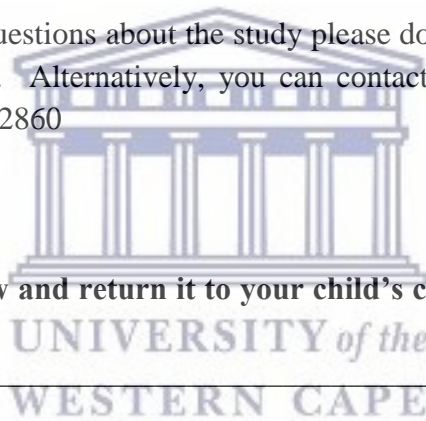 uestions about the study please do
Alternatively, you can contact
2860
and return it to your child's c
UNIVERSITY of the
WESTERN CAPE